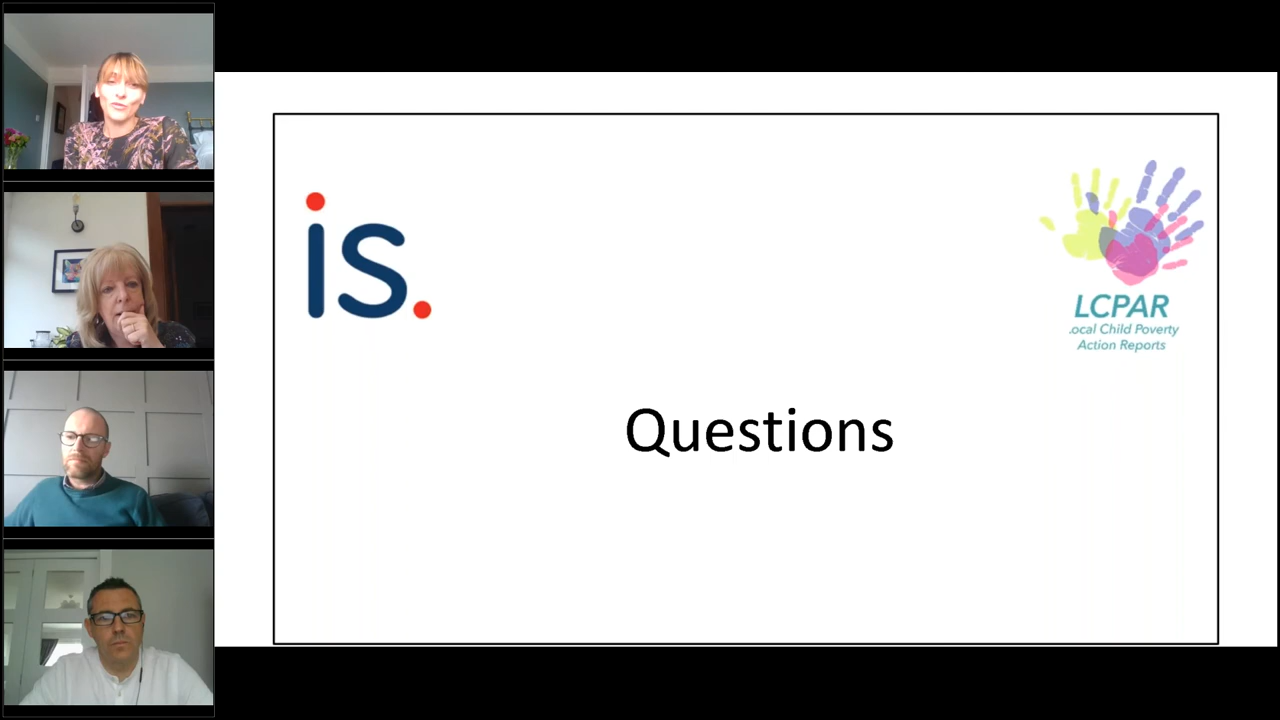 is.
LCPAR
ocal Child Poverty
Action Reports
Questions